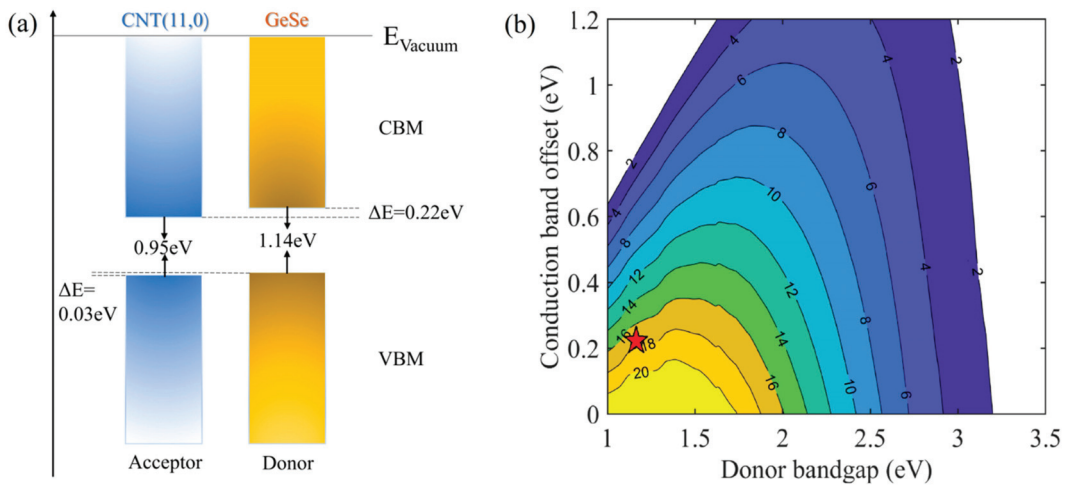 (a)
CNT(11,0)
GeSe
E Vacuum
CBM
ΔE=0.22eV
0.95eV
1.14eV
ΔE=
0.03eV
VBM
Acceptor
Donor
(b)
Conduction band offset (eV)
1.2
1
0.8
0.6
0.4
0.2
0
1
1.5
2
2.5
3
3.5
Donor bandgap (eV)
4
4
2
6
8
2
10
4
6
8
12
12
14
4
2
16
18
14
10
8
6
20
16